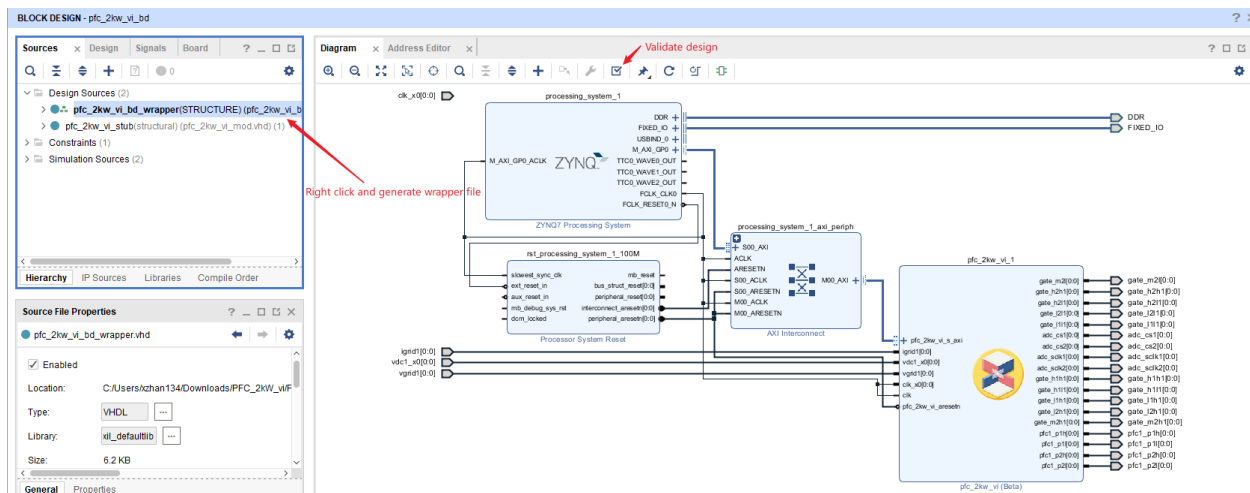 BLOCK DESIGN - pfc_2kw_vi_bd
Sources
Design
Signals
Board
0
Design Sources (2)
pfc_2kw_vi_bd_wrapper(STRUCTURE) (pfc_2kw_vi_b
pfc_2kw_vi_stub(structural) (pfc_2kw_vi_mod.vhd) (1)
Constraints (1)
Simulation Sources (2)
Hierarchy
IP Sources
Libraries
Compile Order
Source File Properties
pfc_2kw_vi_bd_wrapper.vhd
Enabled
Location:
C:/Users/xzhan134/Downloads/PFC_2kW_vi/F
Type:
VHDL
Library:
xil_defaultlib
Size:
6.2 KB
General
Properties
Diagram
Address Editor
Validate design
Right click and generate wrapper file
clk_x0[0:0]
processing_system_1
DDR
FIXED_IO
USBIND_0
M_AXI_GP0
TTC0_WAVE0_OUT
TTC0_WAVE1_OUT
TTC0_WAVE2_OUT
FCLK_CLK0
FCLK_RESET0_N
M_AXI_GP0_ACLK
ZYNQ
ZYNQ7 Processing System
DDR
FIXED_IO
rst_processing_system_1_100M
slowest_sync_clk
ext_reset_in
aux_reset_in
mb_debug_sys_rst
dcm_locked
mb_reset
bus_struct_reset[0:0]
peripheral_reset[0:0]
interconnect_aresetn[0:0]
peripheral_aresetn[0:0]
Processor System Reset
processing_system_1_axi_periph
S00_AXI
ACLK
ARESETN
S00_ACLK
S00_ARESETN
M00_ACLK
M00_ARESETN
M00_AXI
AXI Interconnect
igrid1[0:0]
vdc1_x0[0:0]
vgrid1[0:0]
pfc_2kw_vi_1
pfc_2kw_vi_s_axi
igrid1[0:0]
vdc1_x0[0:0]
vgrid1[0:0]
clk_x0[0:0]
clk
pfc_2kw_vi_aresetn
gate_m2l[0:0]
gate_h2h1[0:0]
gate_h2l1[0:0]
gate_l2l1[0:0]
gate_l1l1[0:0]
adc_cs1[0:0]
adc_cs2[0:0]
adc_sclk1[0:0]
adc_sclk2[0:0]
gate_h1h1[0:0]
gate_h1l1[0:0]
gate_l1h1[0:0]
gate_l2h1[0:0]
gate_m2h1[0:0]
pfc1_p1h[0:0]
pfc1_p1l[0:0]
pfc1_p2h[0:0]
pfc1_p2l[0:0]
pfc_2kw_vi (Beta)
gate_m2l[0:0]
gate_h2h1[0:0]
gate_h2l1[0:0]
gate_l2l1[0:0]
gate_l1l1[0:0]
adc_cs1[0:0]
adc_cs2[0:0]
adc_sclk1[0:0]
adc_sclk2[0:0]
gate_h1h1[0:0]
gate_h1l1[0:0]
gate_l1h1[0:0]
gate_l2h1[0:0]
gate_m2h1[0:0]
pfc1_p1h[0:0]
pfc1_p1l[0:0]
pfc1_p2h[0:0]
pfc1_p2l[0:0]